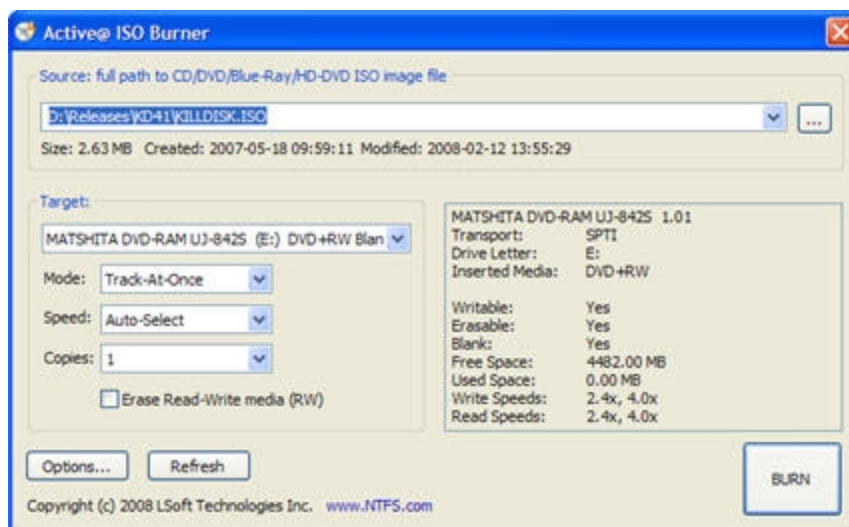 Active@ ISO Burner
Source: full path to CD/DVD/Blue-Ray/HD-DVD ISO image file
D:\Releases\KD41\KILLDISK.ISO
...
Size: 2.63 MB Created: 2007-05-18 09:59:11 Modified: 2008-02-12 13:55:29
Target:
MATSHITA DVD-RAM UJ-842S (E:) DVD+RW Blan
Mode: Track-At-Once
Speed: Auto-Select
Copies: 1
Erase Read-Write media (RW)
MATSHITA DVD-RAM UJ-842S 1.01
Transport: SPTI
Drive Letter: E:
Inserted Media: DVD+RW
Writable: Yes
Erasable: Yes
Blank: Yes
Free Space: 4482.00 MB
Used Space: 0.00 MB
Write Speeds: 2.4x, 4.0x
Read Speeds: 2.4x, 4.0x
Options... Refresh
BURN
Copyright (c) 2008 LSoft Technologies Inc. www.NTFS.com